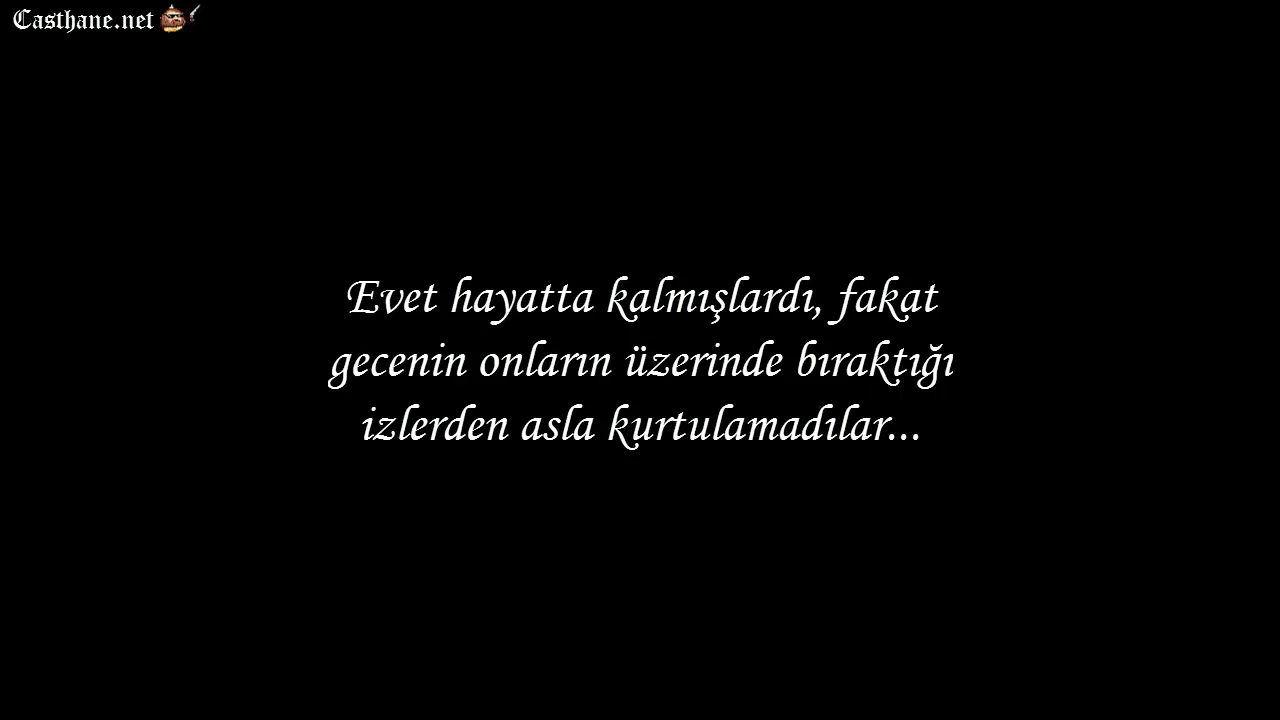 Casthane.net
Evet hayatta kalmışlardı, fakat
gecenin onların üzerinde bıraktığı
izlerden asla kurtulamadılar...